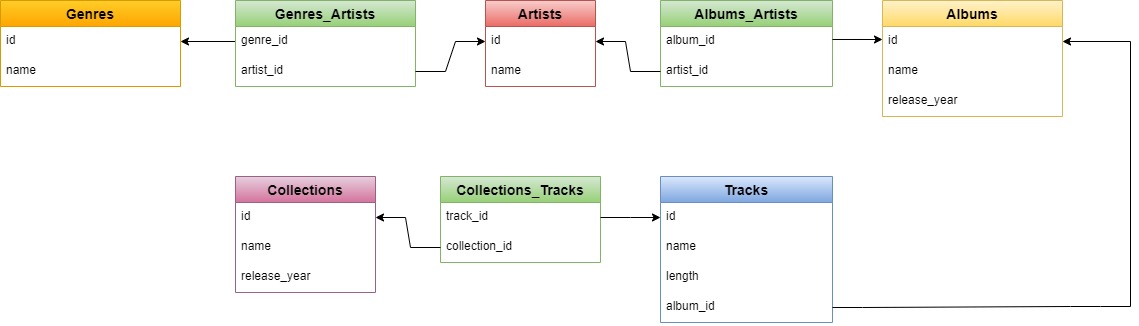 Genres
id
name
Genres_Artists
genre_id
artist_id
Artists
id
name
Albums_Artists
album_id
artist_id
Albums
id
name
release_year
Collections
id
name
release_year
Collections_Tracks
track_id
collection_id
Tracks
id
name
length
album_id